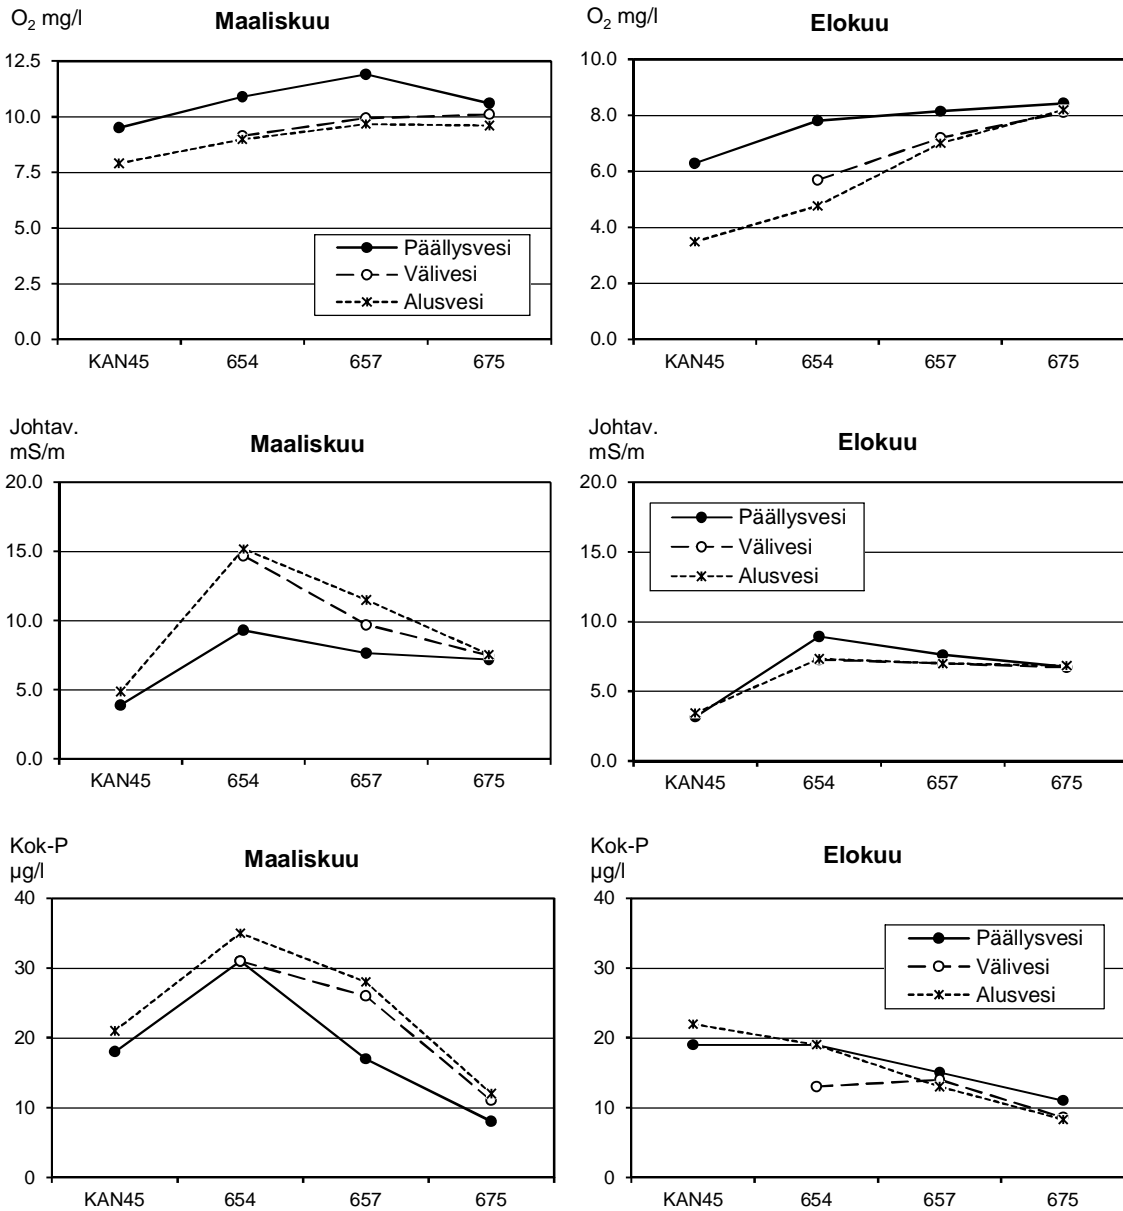 O2 mg/l
Maaliskuu
12.5
10.0
7.5
5.0
2.5
0.0
Päällysvesi
Välivesi
Alusvesi
KAN45 654 657 675
O2 mg/l
Elokuu
10.0
8.0
6.0
4.0
2.0
0.0
KAN45 654 657 675
Johtav.
mS/m
Maaliskuu
20.0
15.0
10.0
5.0
0.0
KAN45 654 657 675
Johtav.
mS/m
Elokuu
20.0
15.0
10.0
5.0
0.0
Päällysvesi
Välivesi
Alusvesi
KAN45 654 657 675
Kok-P
µg/l
Maaliskuu
40
30
20
10
0
KAN45 654 657 675
Kok-P
µg/l
Elokuu
40
30
20
10
0
Päällysvesi
Välivesi
Alusvesi
KAN45 654 657 675